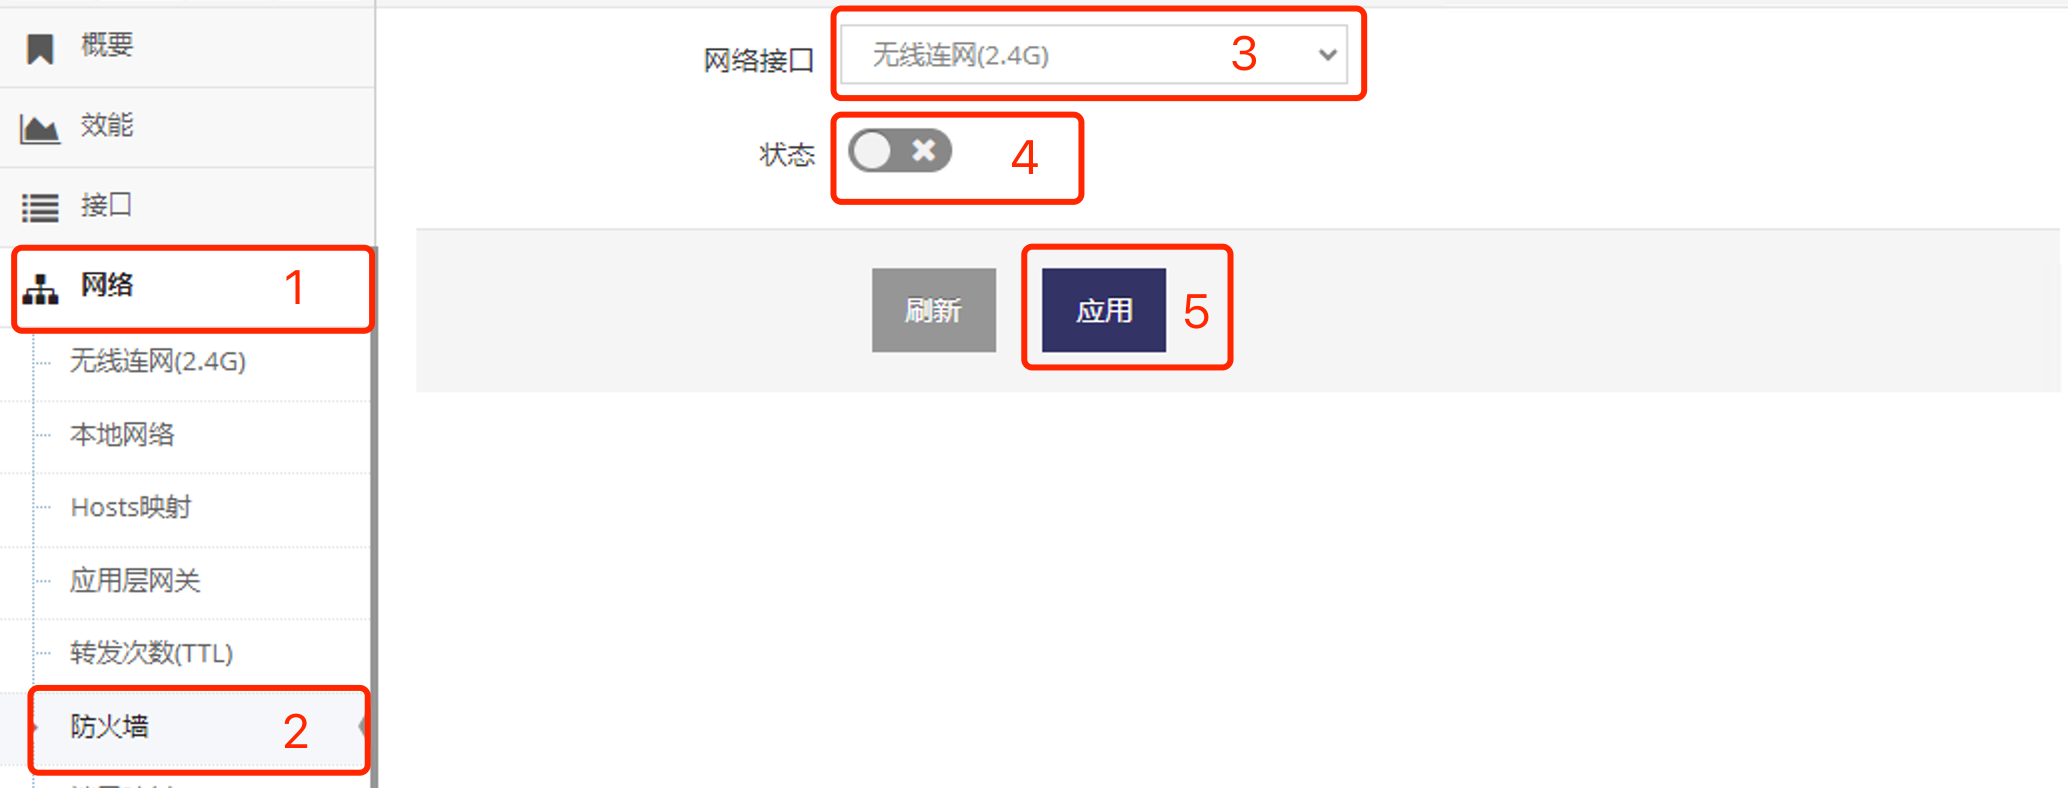 概要
效能
接口
网络 1
无线连网(2.4G)
本地网络
Hosts映射
应用层网关
转发次数(TTL)
防火墙 2
网络接口 无线连网(2.4G) 3
状态 4
刷新 应用 5